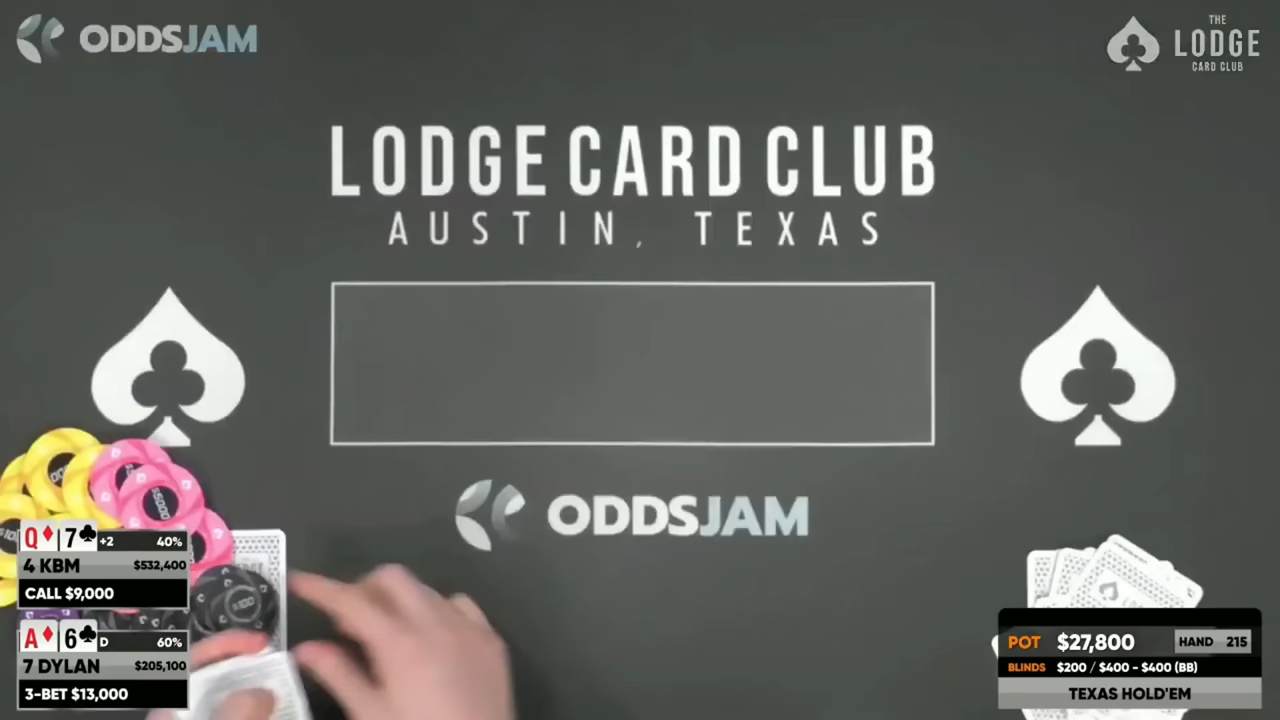 ODDSJAM
THE
LODGE
CARD CLUB
LODGE CARD CLUB
AUSTIN, TEXAS
ODDSJAM
$5000
$100
Q♦ 7♣ +2 40%
4 KBM $532,400
CALL $9,000
A♦ 6♣ D 60%
7 DYLAN $205,100
3-BET $13,000
POT $27,800 HAND 215
BLINDS $200 / $400 - $400 (BB)
TEXAS HOLD'EM